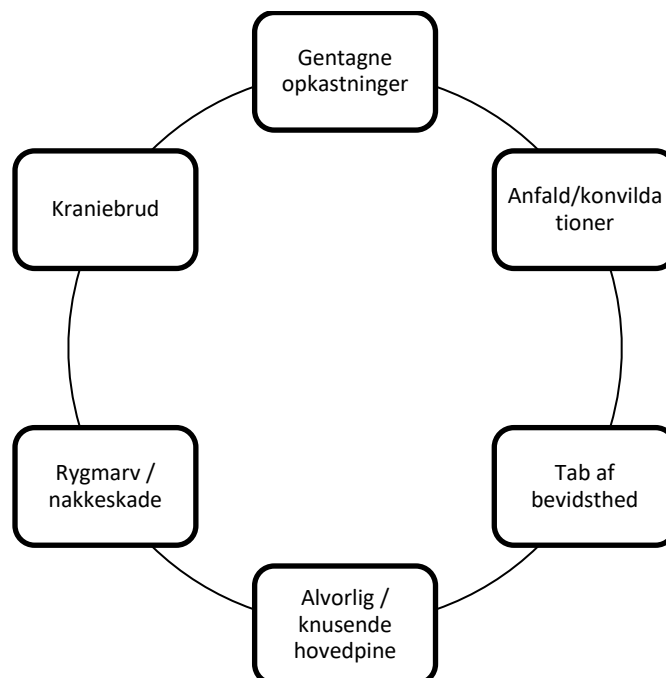 Gentagne
opkastninger
Anfald/konvilda
tioner
Tab af
bevidsthed
Alvorlig /
knusende
hovedpine
Rygmarv /
nakkeskade
Kraniebrud